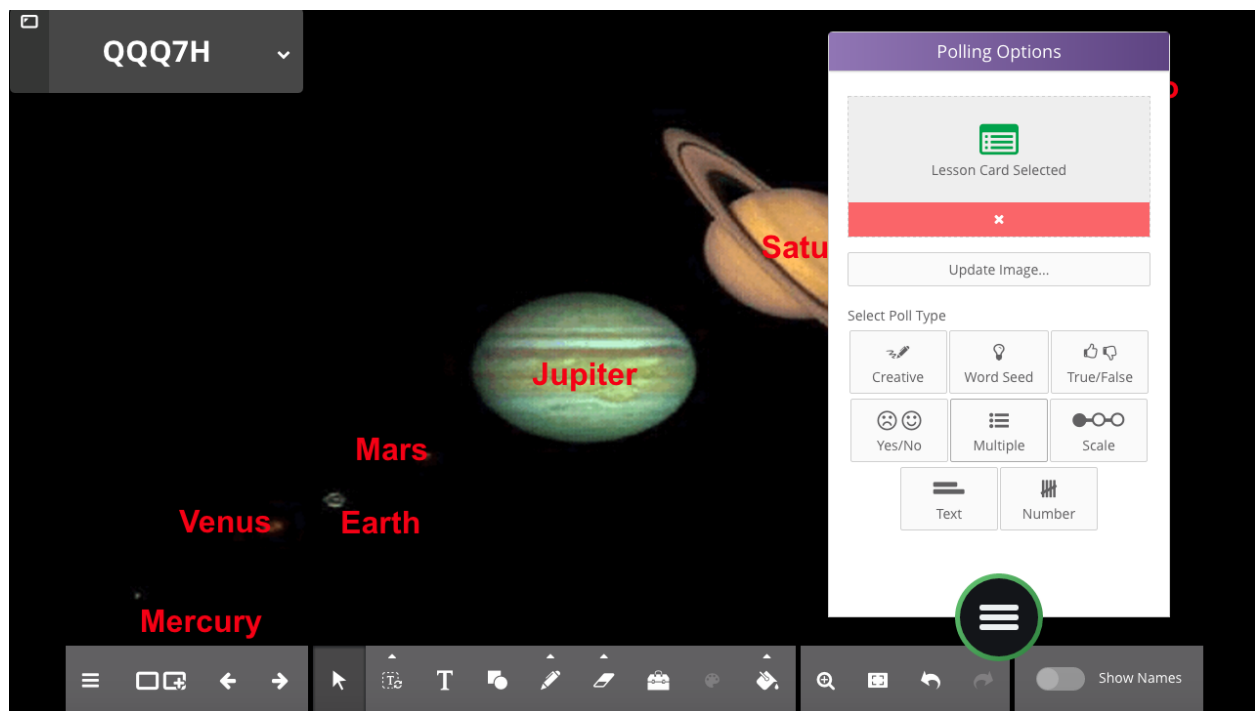 QQQ7H
Polling Options
Lesson Card Selected
Update Image...
Select Poll Type
Creative
Word Seed
True/False
Yes/No
Multiple
Scale
Text
Number
Satu
Jupiter
Mars
Venus
Earth
Mercury
T
Show Names